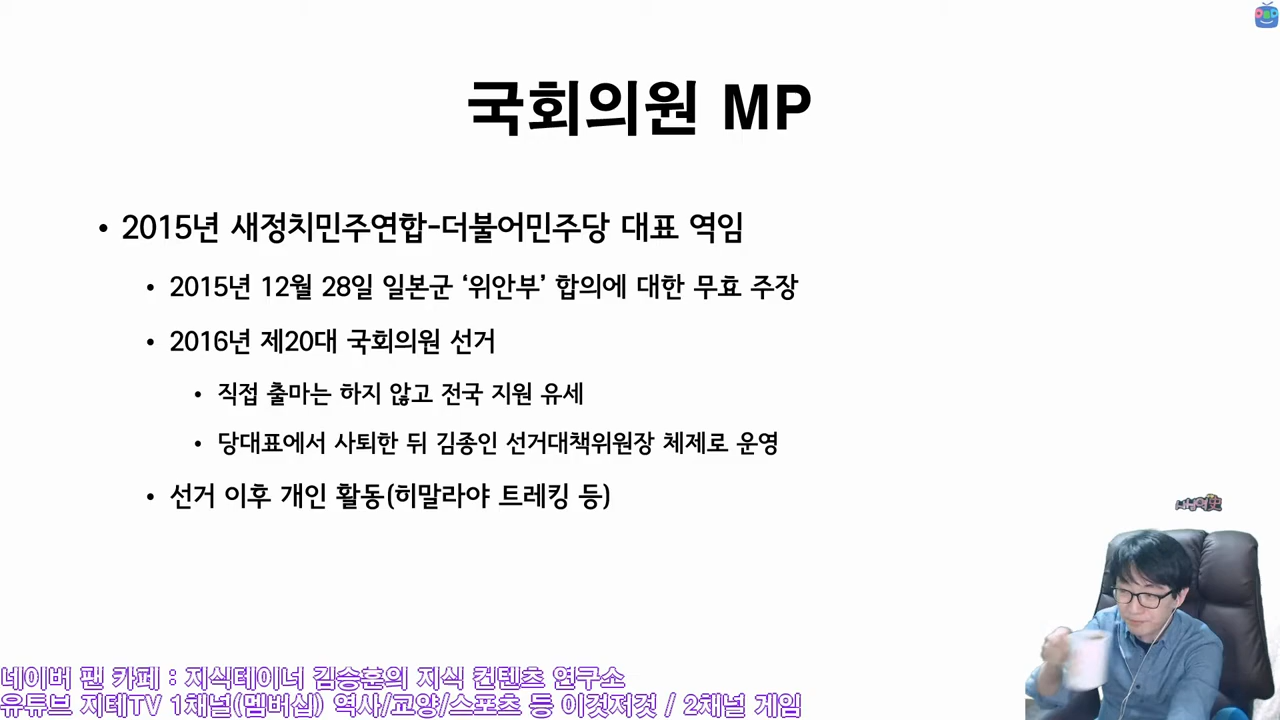 국회의원 MP
• 2015년 새정치민주연합-더불어민주당 대표 역임
• 2015년 12월 28일 일본군 ‘위안부’ 합의에 대한 무효 주장
• 2016년 제20대 국회의원 선거
• 직접 출마는 하지 않고 전국 지원 유세
• 당대표에서 사퇴한 뒤 김종인 선거대책위원장 체제로 운영
• 선거 이후 개인 활동(히말라야 트레킹 등)
네이버 팬 카페 : 지식테이너 김승훈의 지식 컨텐츠 연구소
유튜브 지테TV 1채널(멤버십) 역사/교양/스포츠 등 이것저것 / 2채널 게임